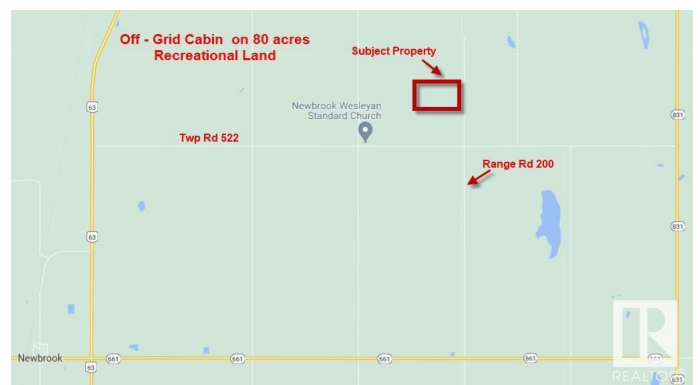 Off - Grid Cabin on 80 acres
Recreational Land
Subject Property
63
Newbrook Wesleyan
Standard Church
831
Twp Rd 522
Range Rd 200
63
831
Newbrook
661
661
661
661
661
63
831
R
REALTOR